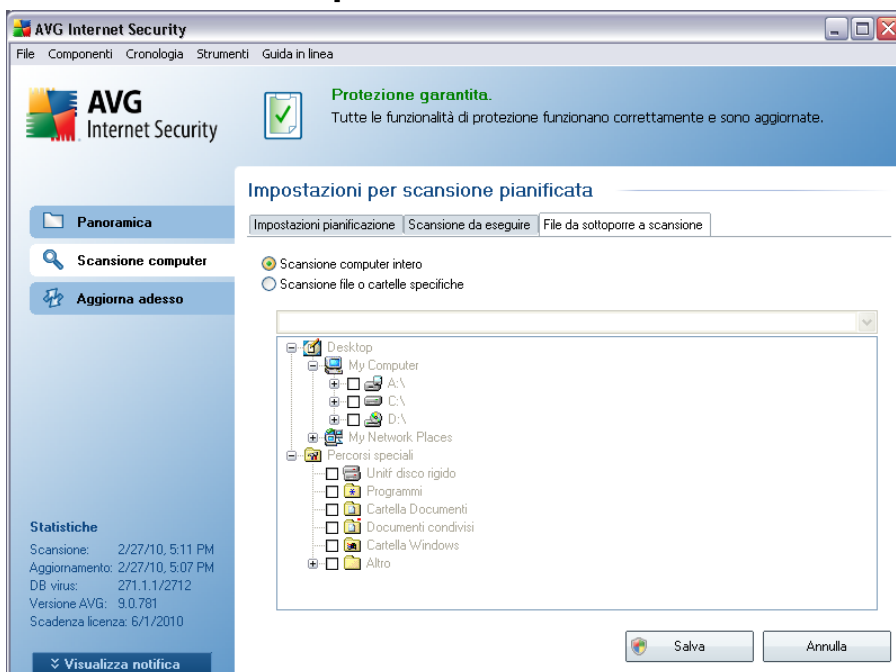 AVG Internet Security
File Componenti Cronologia Strumenti Guida in linea
AVG
Internet Security
Protezione garantita.
Tutte le funzionalità di protezione funzionano correttamente e sono aggiornate.
Impostazioni per scansione pianificata
Panoramica
Scansione computer
Aggiorna adesso
Impostazioni pianificazione Scansione da eseguire File da sottoporre a scansione
Scansione computer intero
Scansione file o cartelle specifiche
Desktop
My Computer
A:\
C:\
D:\
My Network Places
Percorsi speciali
Unitř disco rigido
Programmi
Cartella Documenti
Documenti condivisi
Cartella Windows
Altro
Statistiche
Scansione: 2/27/10, 5:11 PM
Aggiornamento: 2/27/10, 5:07 PM
DB virus: 271.1.1/2712
Versione AVG: 9.0.781
Scadenza licenza: 6/1/2010
Visualizza notifica
Salva Annulla